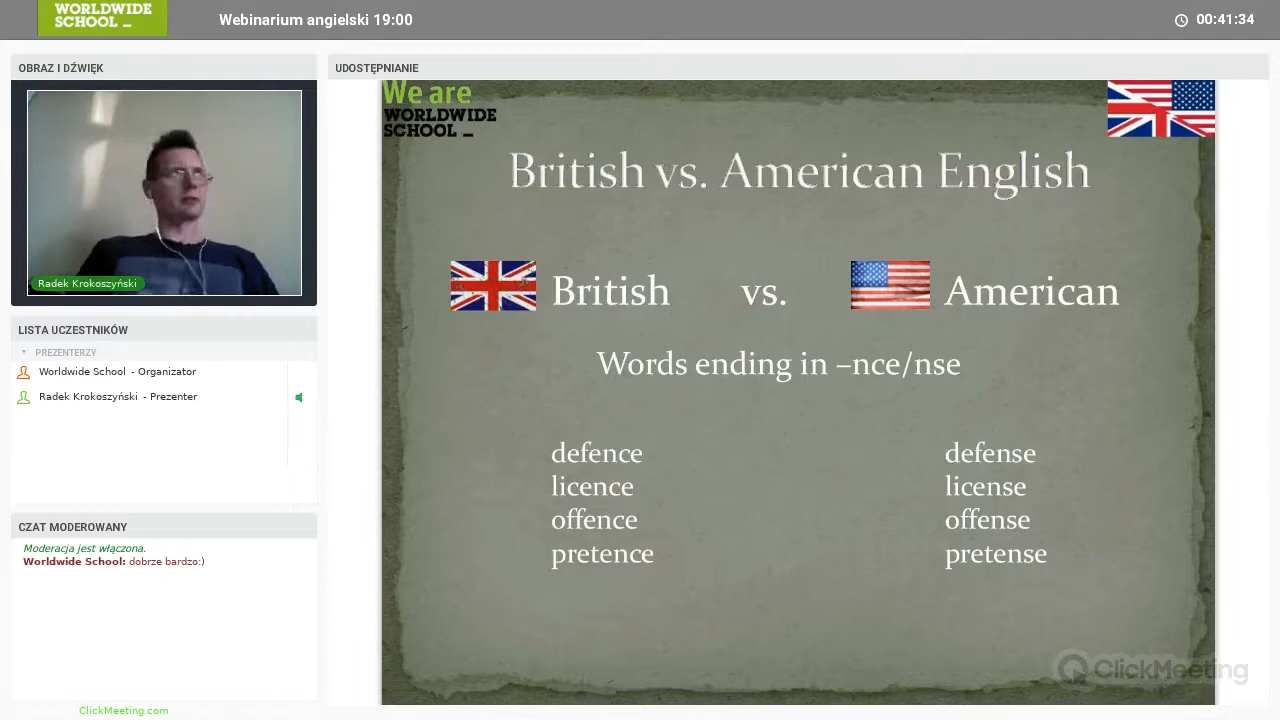 WORLDWIDE
SCHOOL _
Webinarium angielski 19:00
00:41:34
OBRAZ I DŹWIĘK
Radek Krokoszyński
LISTA UCZESTNIKÓW
PREZENTERZY
Worldwide School - Organizator
Radek Krokoszyński - Prezenter
CZAT MODEROWANY
Moderacja jest włączona.
Worldwide School: dobrze bardzo:)
ClickMeeting.com
UDOSTĘPNIANIE
We are
WORLDWIDE
SCHOOL _
British vs. American English
British vs. American
Words ending in –nce/nse
defence defense
licence license
offence offense
pretence pretense
ClickMeeting